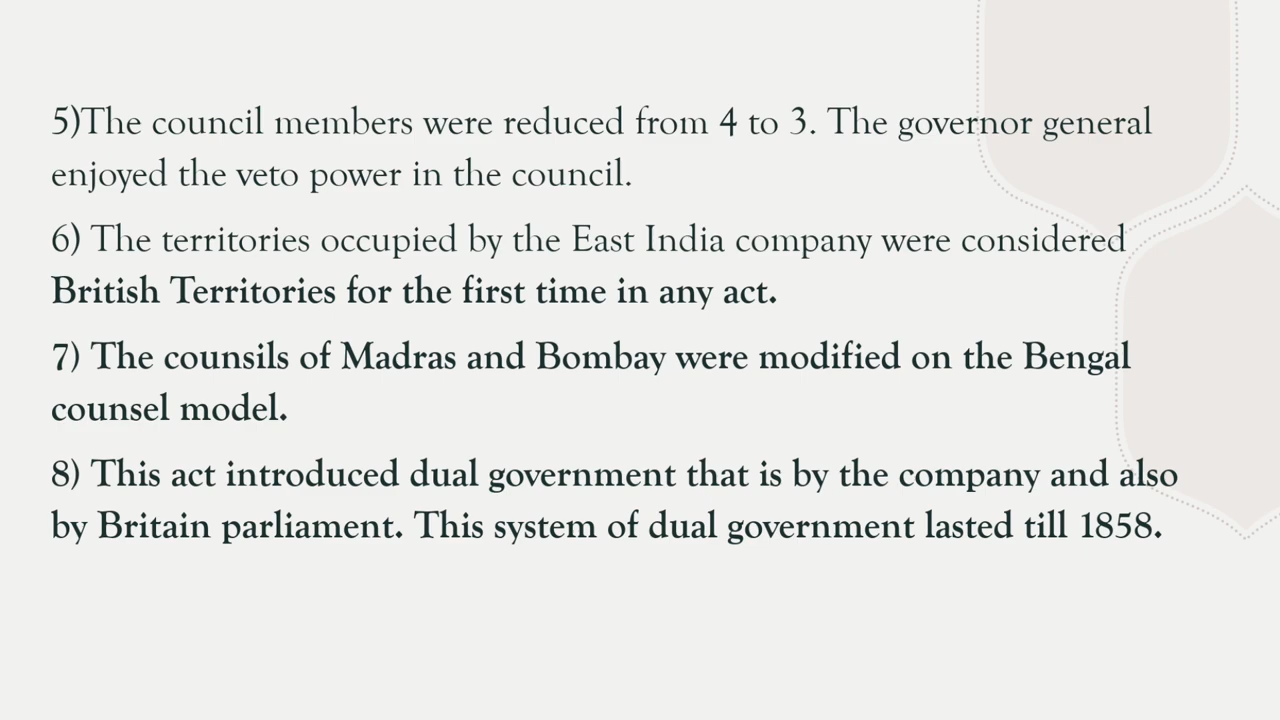 5)The council members were reduced from 4 to 3. The governor general
enjoyed the veto power in the council.
6) The territories occupied by the East India company were considered
British Territories for the first time in any act.
7) The counsils of Madras and Bombay were modified on the Bengal
counsel model.
8) This act introduced dual government that is by the company and also
by Britain parliament. This system of dual government lasted till 1858.